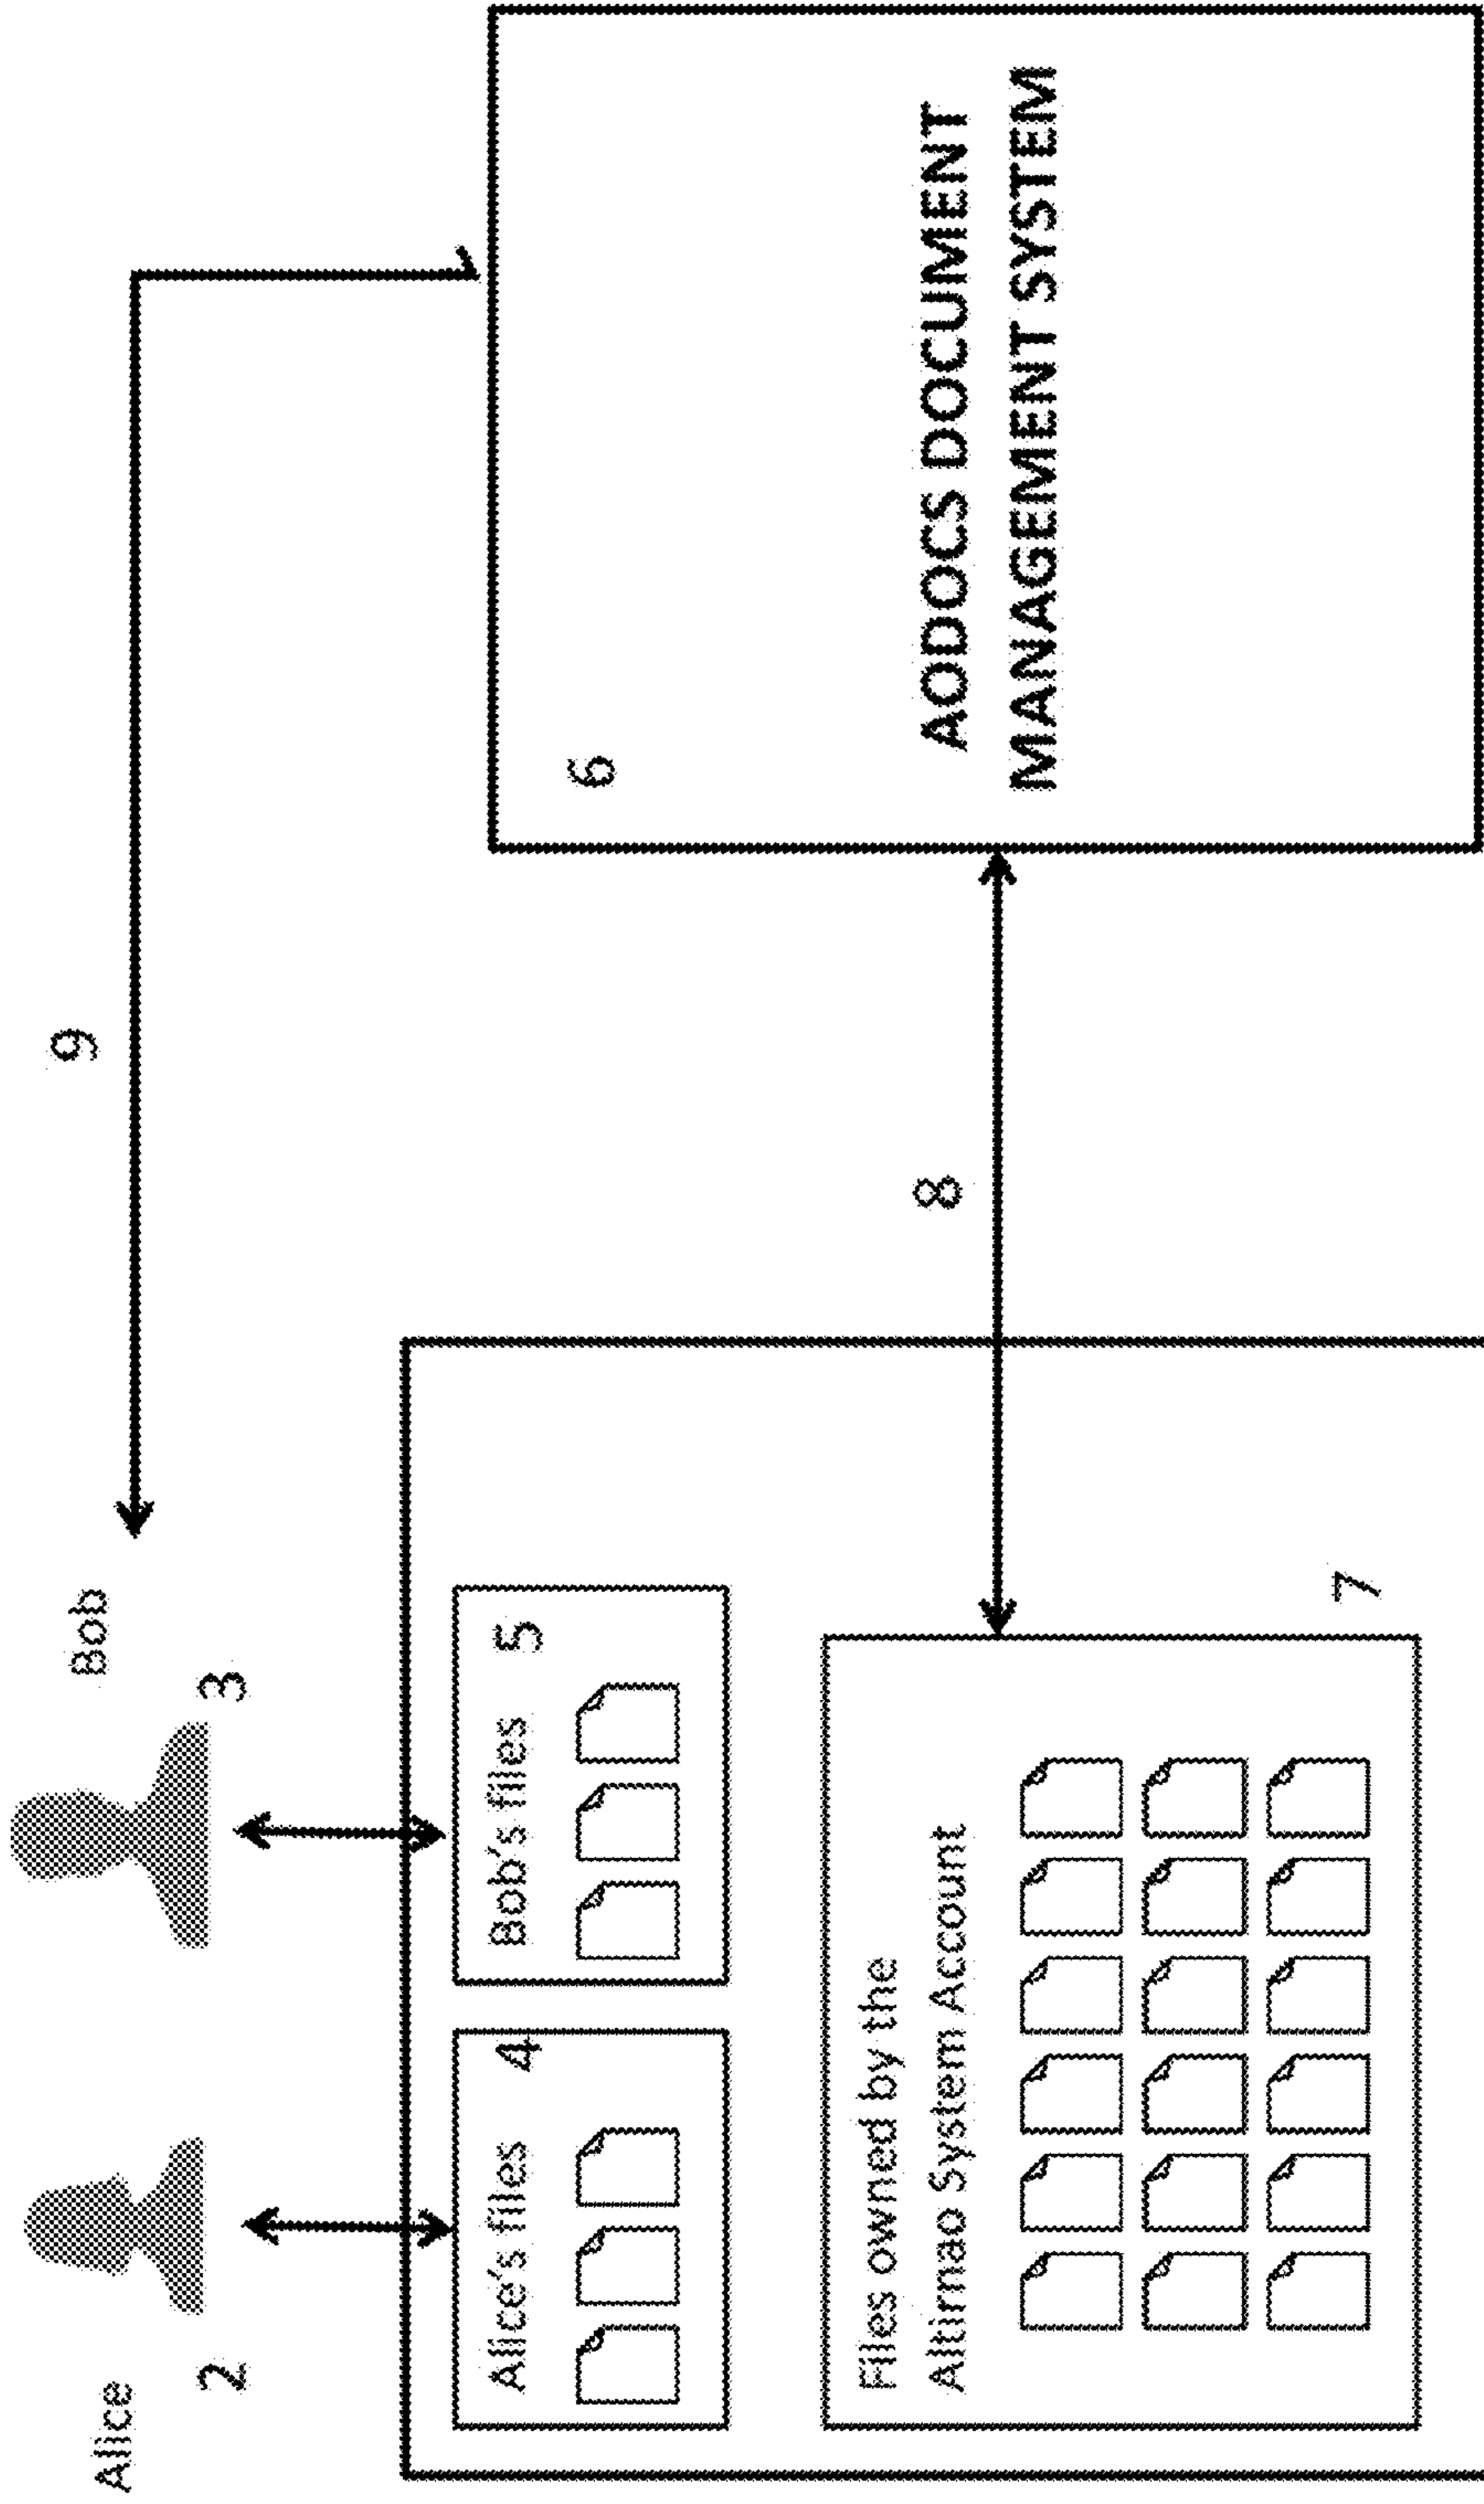 Alice
2
Bob
3
9
Alice's files
4
Bob's files
5
6
Files owned by the
Altirnao System Account
7
8
AODOCS DOCUMENT
MANAGEMENT SYSTEM